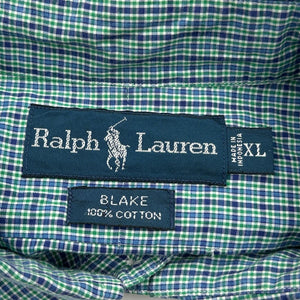 Ralph Lauren
MADE IN
INDONESIA
XL
BLAKE
100% COTTON